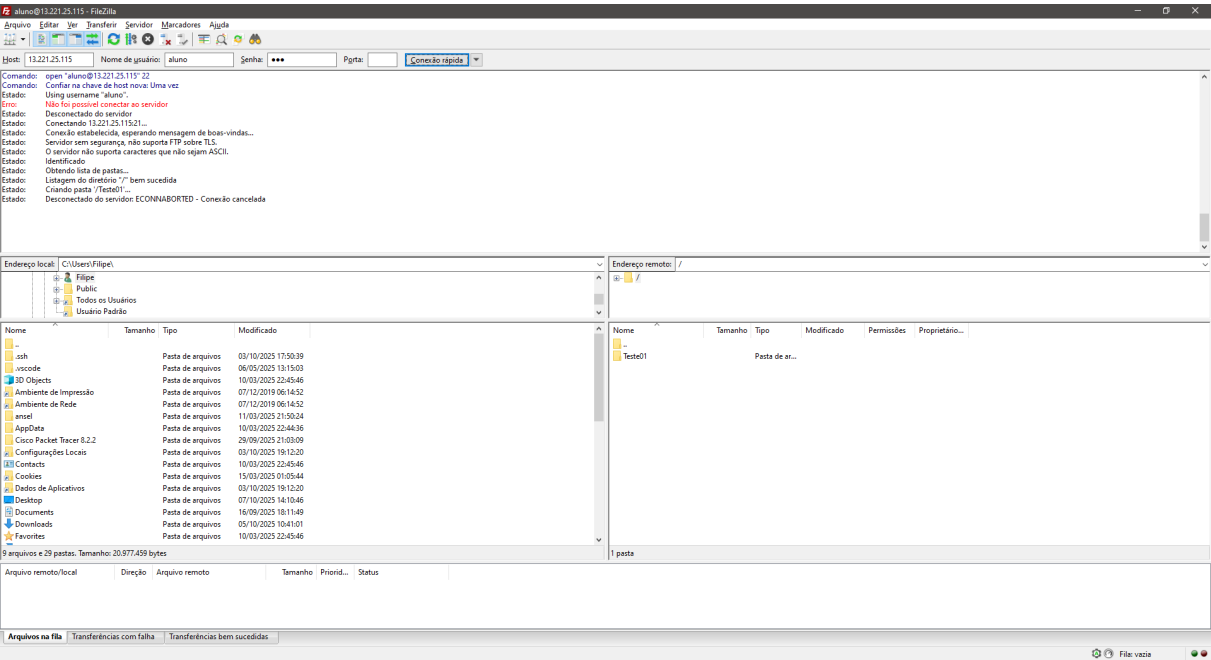 aluno@13.221.25.115 - FileZilla
Arquivo Editar Ver Transferir Servidor Marcadores Ajuda
Host: 13.221.25.115 Nome de usuário: aluno Senha: ••• Porta: Conexão rápida
Comando: open "aluno@13.221.25.115" 22
Comando: Confiar na chave de host nova: Uma vez
Estado: Using username "aluno".
Erro: Não foi possível conectar ao servidor
Estado: Desconectado do servidor
Estado: Conectando 13.221.25.115:21...
Estado: Conexão estabelecida, esperando mensagem de boas-vindas...
Estado: Servidor sem segurança, não suporta FTP sobre TLS.
Estado: O servidor não suporta caracteres que não sejam ASCII.
Estado: Identificado
Estado: Obtendo lista de pastas...
Estado: Listagem do diretório "/" bem sucedida
Estado: Criando pasta '/Teste01'...
Estado: Desconectado do servidor: ECONNABORTED - Conexão cancelada
Endereço local: C:\Users\Filipe\
Filipe
Public
Todos os Usuários
Usuário Padrão
Nome Tamanho Tipo Modificado
..
.ssh Pasta de arquivos 03/10/2025 17:50:39
.vscode Pasta de arquivos 06/05/2025 13:15:03
3D Objects Pasta de arquivos 10/03/2025 22:45:46
Ambiente de Impressão Pasta de arquivos 07/12/2019 06:14:52
Ambiente de Rede Pasta de arquivos 07/12/2019 06:14:52
ansel Pasta de arquivos 11/03/2025 21:50:24
AppData Pasta de arquivos 10/03/2025 22:44:36
Cisco Packet Tracer 8.2.2 Pasta de arquivos 29/09/2025 21:03:09
Configurações Locais Pasta de arquivos 03/10/2025 19:12:20
Contacts Pasta de arquivos 10/03/2025 22:45:46
Cookies Pasta de arquivos 15/03/2025 01:05:44
Dados de Aplicativos Pasta de arquivos 03/10/2025 19:12:20
Desktop Pasta de arquivos 07/10/2025 14:10:46
Documents Pasta de arquivos 16/09/2025 18:11:49
Downloads Pasta de arquivos 05/10/2025 10:41:01
Favorites Pasta de arquivos 10/03/2025 22:45:46
9 arquivos e 29 pastas. Tamanho: 20.977.459 bytes
Endereço remoto: /
/
Nome Tamanho Tipo Modificado Permissões Proprietário...
..
Teste01 Pasta de ar...
1 pasta
Arquivo remoto/local Direção Arquivo remoto Tamanho Priorid... Status
Arquivos na fila Transferências com falha Transferências bem sucedidas
Fila: vazia